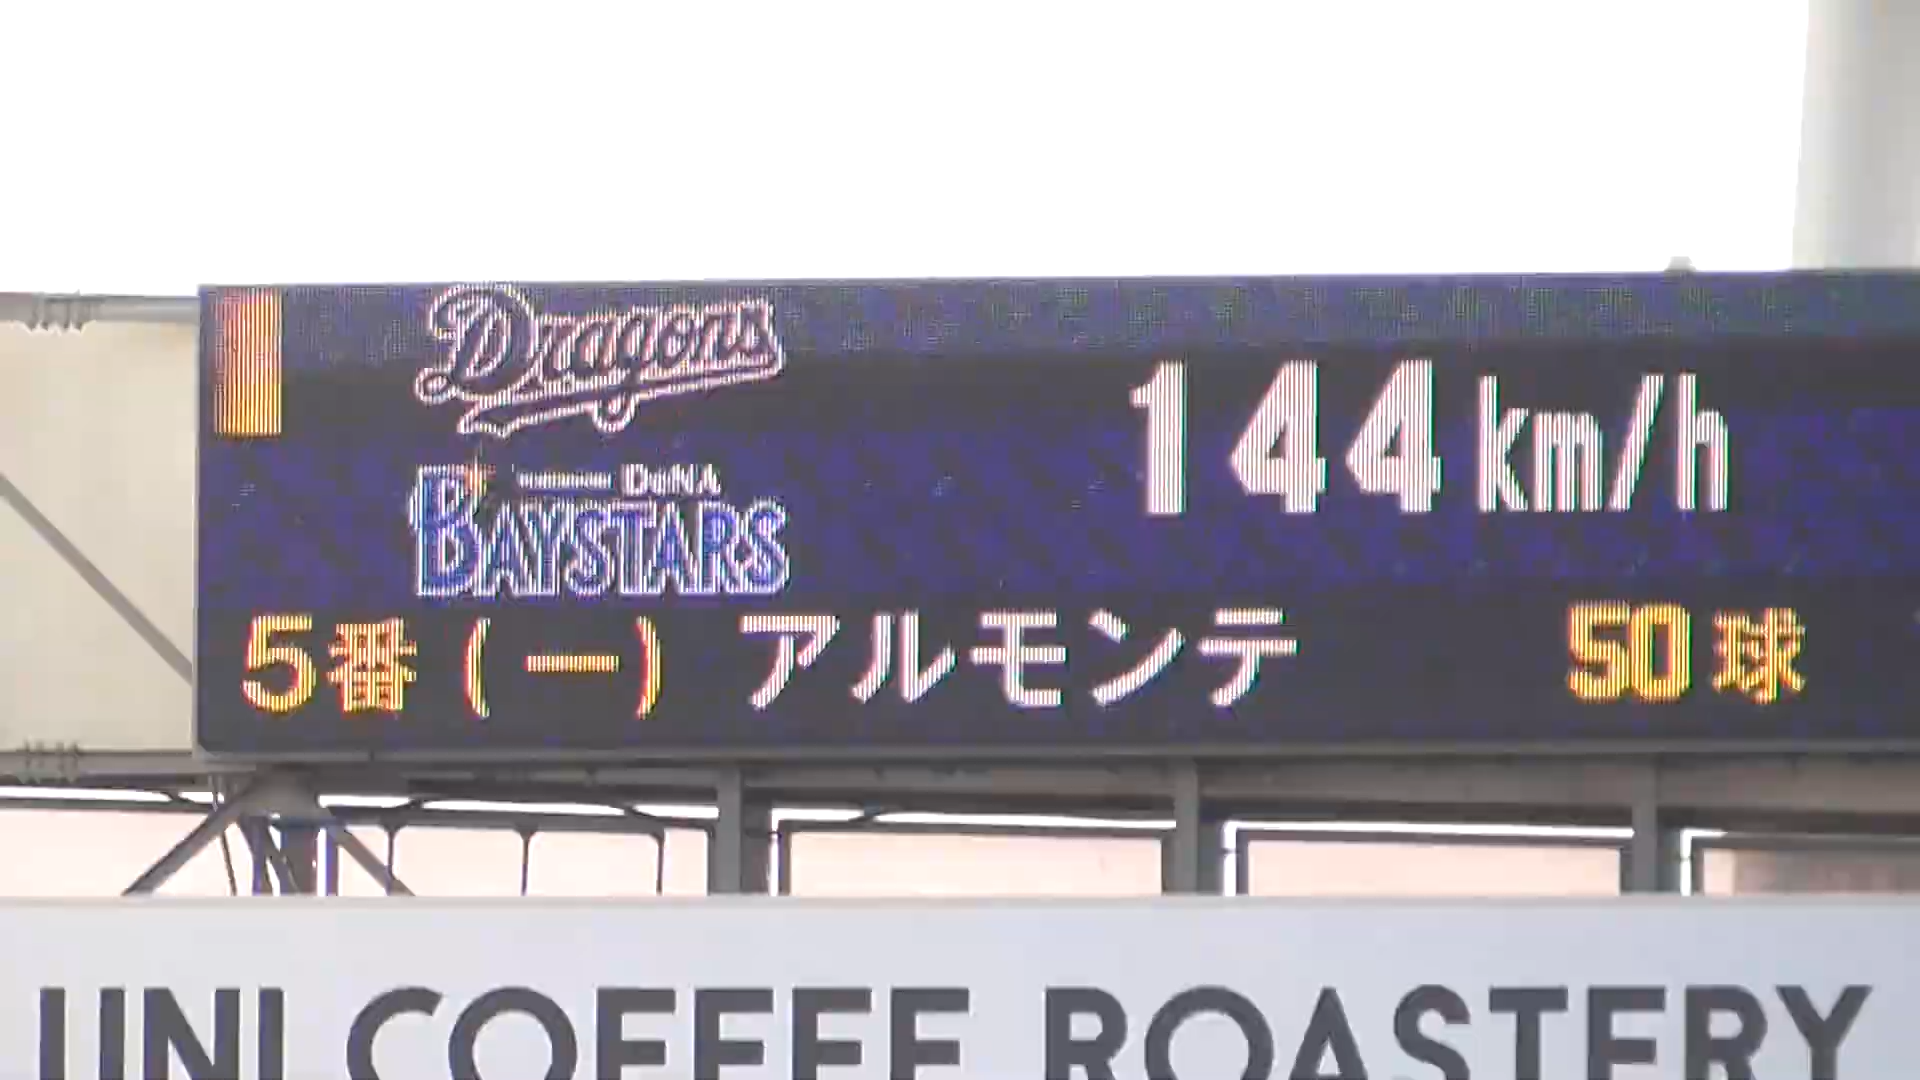 Dragons
144km/h
DeNA
BAYSTARS
5番(一)アルモンテ 50球
UNI COFFEE ROASTERY